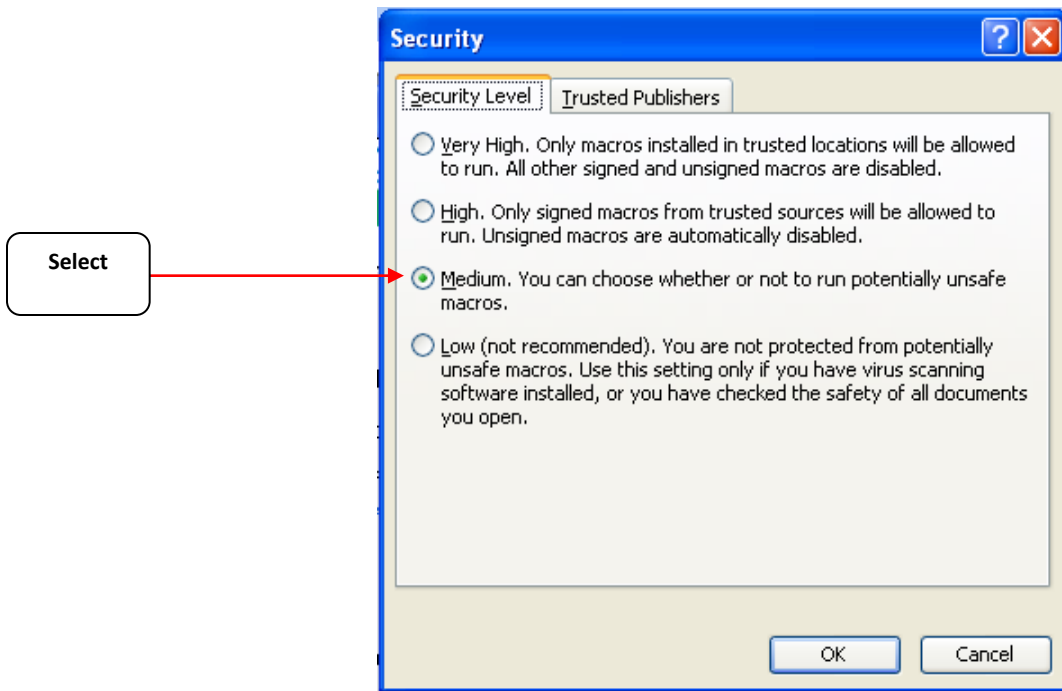 Security
Security Level
Trusted Publishers
Very High. Only macros installed in trusted locations will be allowed
to run. All other signed and unsigned macros are disabled.
High. Only signed macros from trusted sources will be allowed to
run. Unsigned macros are automatically disabled.
Select
Medium. You can choose whether or not to run potentially unsafe
macros.
Low (not recommended). You are not protected from potentially
unsafe macros. Use this setting only if you have virus scanning
software installed, or you have checked the safety of all documents
you open.
OK
Cancel